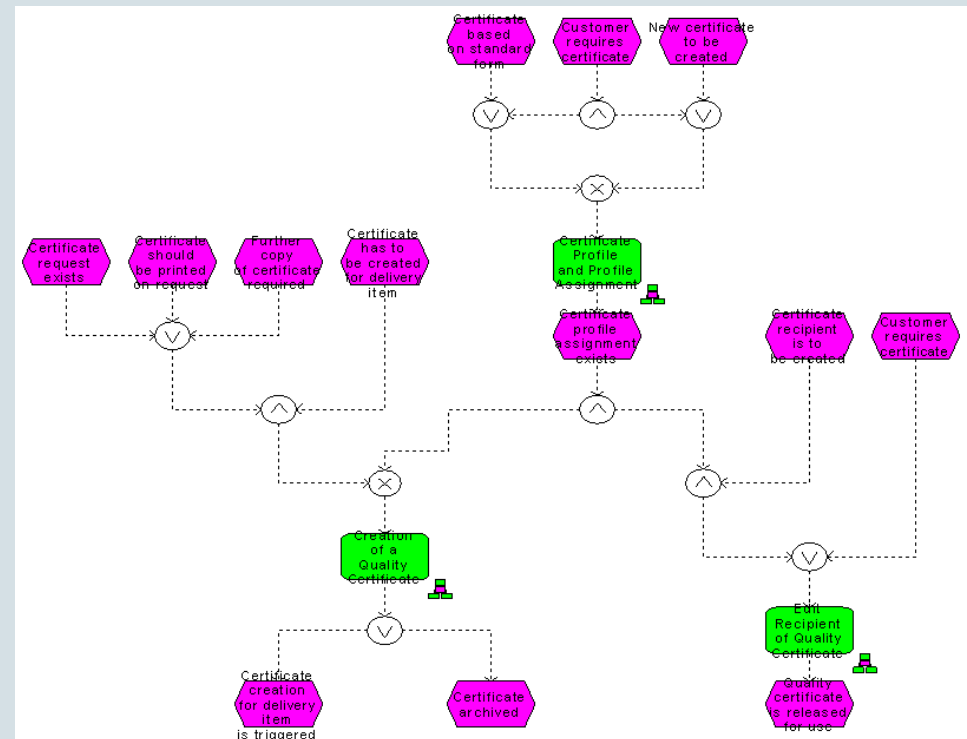 Certificate
based
on standard
form
Customer
requires
certificate
New certificate
to be
created
Certificate
request
exists
Certificate
should
be printed
on request
Further
copy
of certificate
required
Certificate
has to
be created
for delivery
item
Certificate
Profile
and Profile
Assignment
Certificate
profile
assignment
exists
Certificate
recipient
is to
be created
Customer
requires
certificate
Creation
of a
Quality
Certificate
Edit
Recipient
of Quality
Certificate
Certificate
creation
for delivery
item
is triggered
Certificate
archived
Quality
certificate
is released
for use